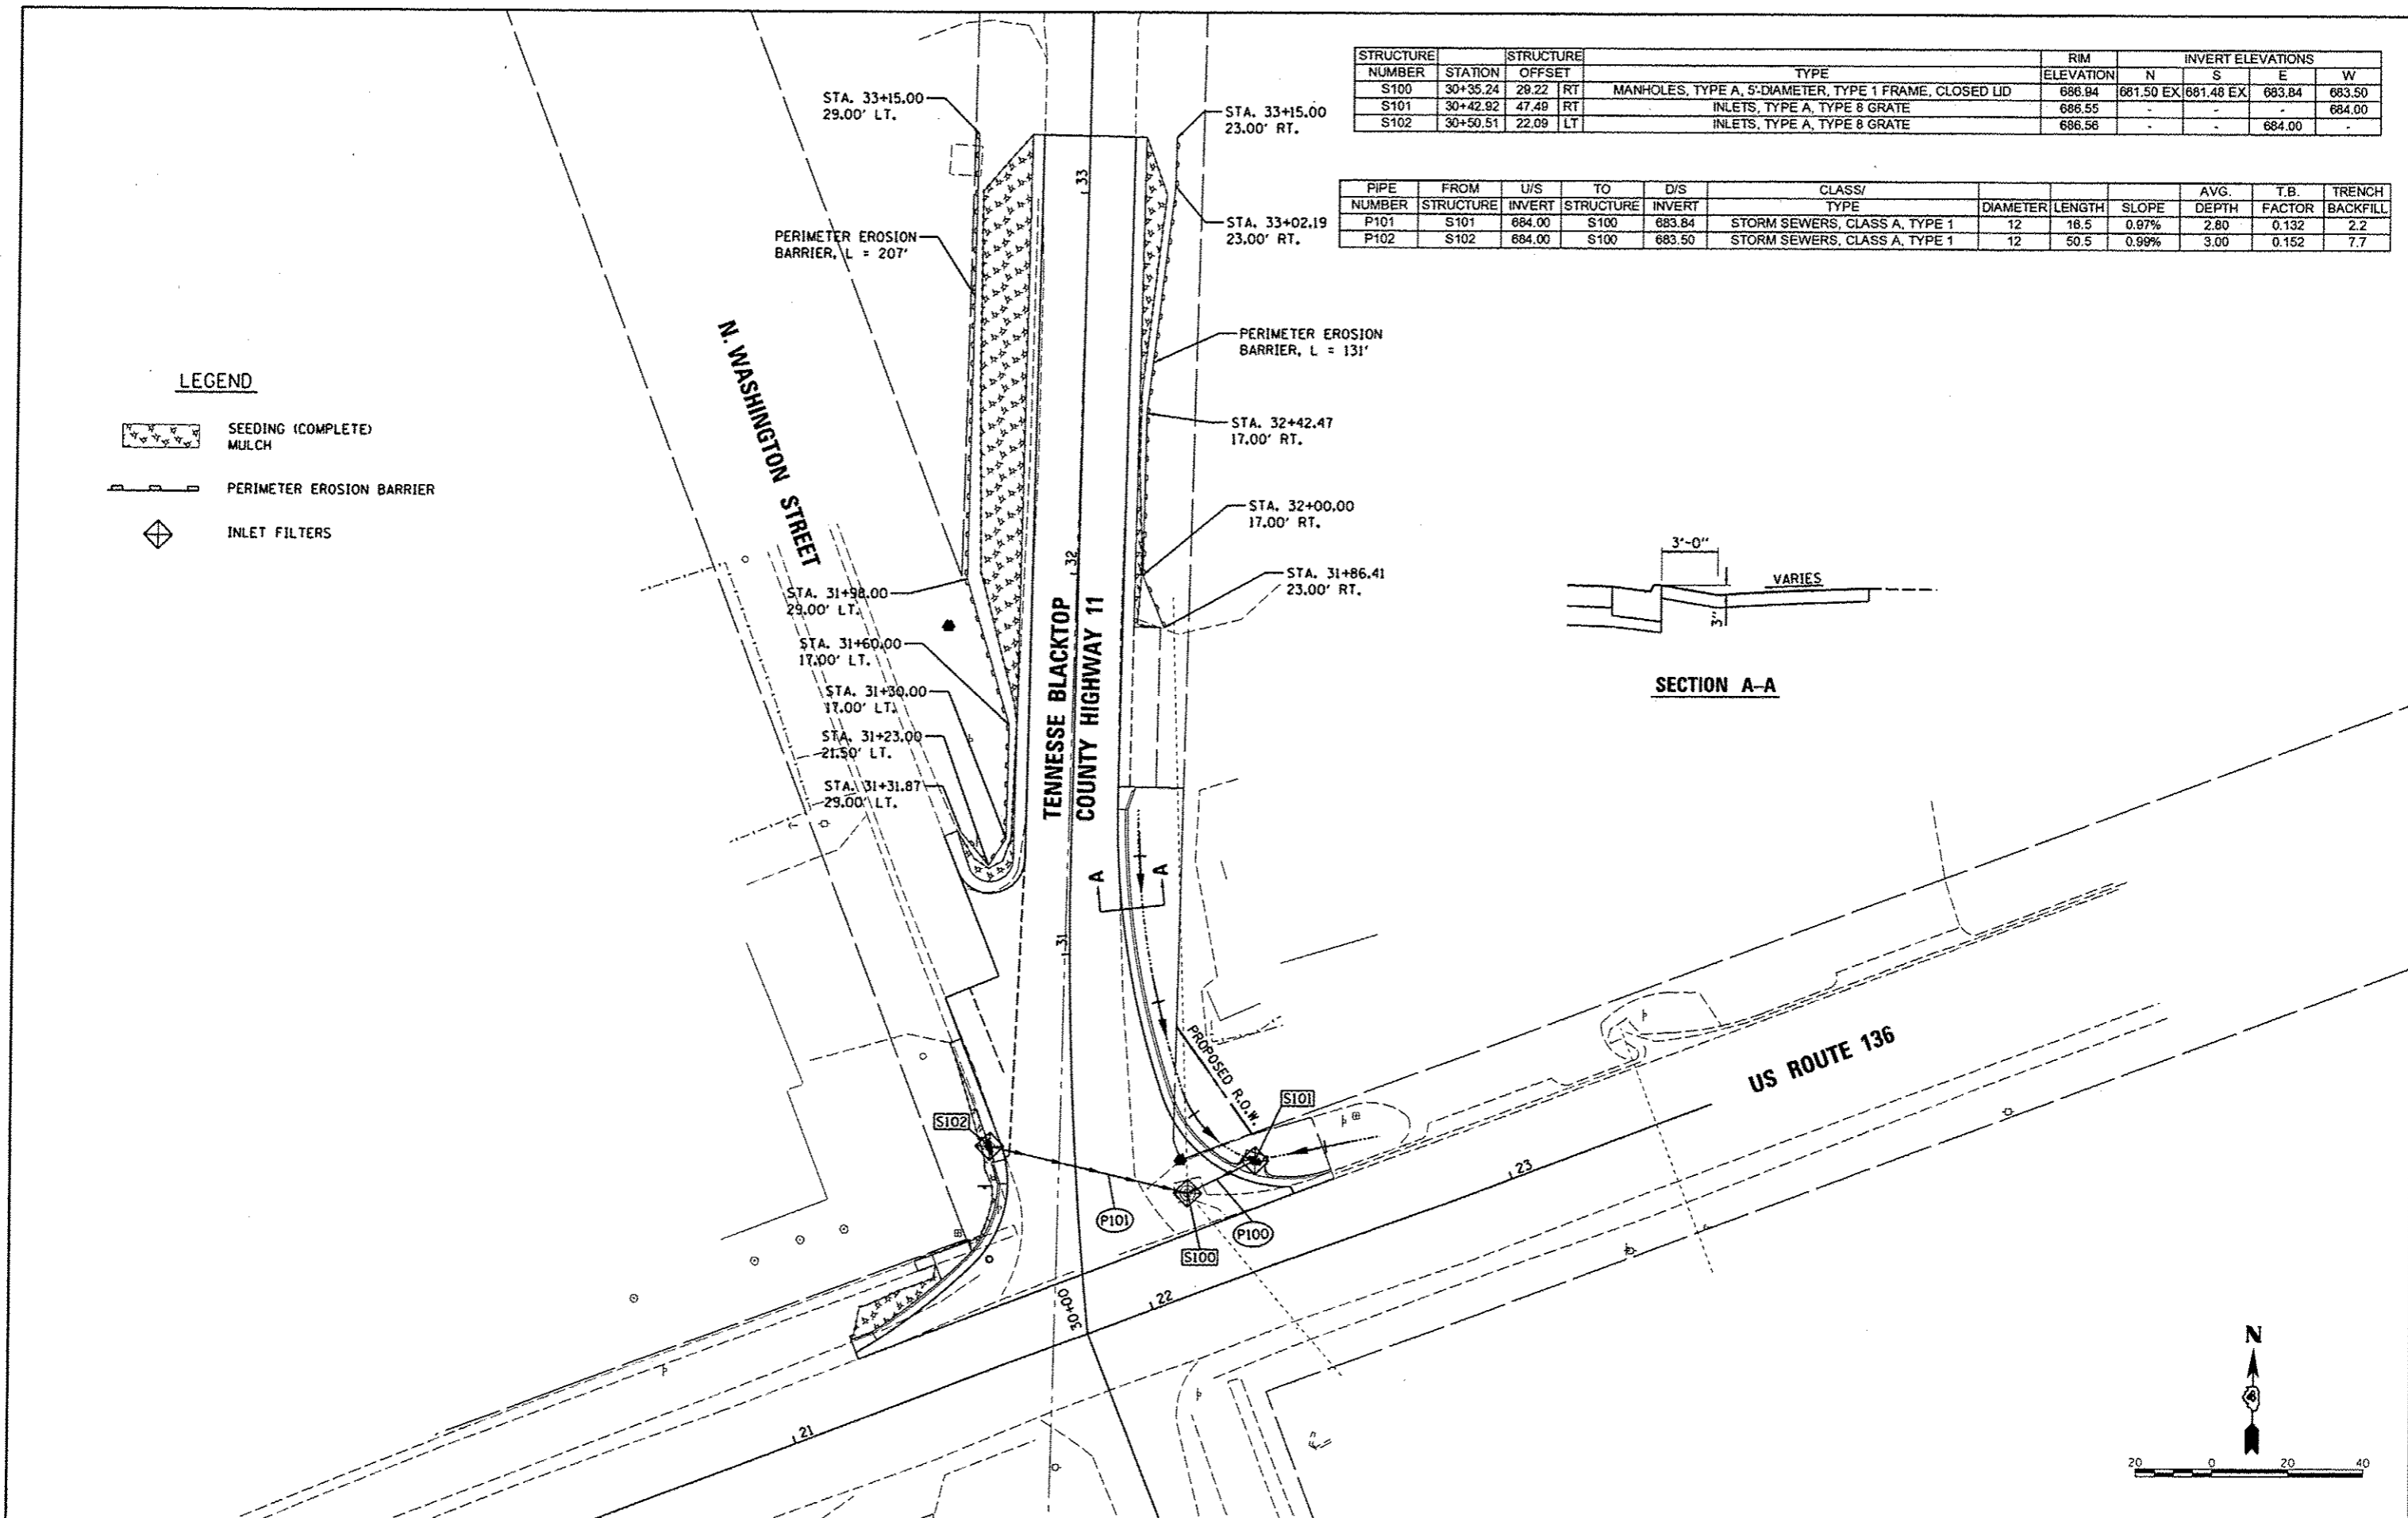 STRUCTURE STRUCTURE RIM INVERT ELEVATIONS
NUMBER STATION OFFSET TYPE ELEVATION N S E W
S100 30+35.24 29.22 RT MANHOLES, TYPE A, 5'-DIAMETER, TYPE 1 FRAME, CLOSED LID 686.94 681.50 EX 681.48 EX 683.84 683.50
S101 30+42.92 47.49 RT INLETS, TYPE A, TYPE 8 GRATE 686.55 - - - 684.00
S102 30+50.51 22.09 LT INLETS, TYPE A, TYPE 8 GRATE 686.56 - - 684.00 -
PIPE FROM U/S TO D/S CLASS/ AVG. T.B. TRENCH
NUMBER STRUCTURE INVERT STRUCTURE INVERT TYPE DIAMETER LENGTH SLOPE DEPTH FACTOR BACKFILL
P101 S101 684.00 S100 683.84 STORM SEWERS, CLASS A, TYPE 1 12 16.5 0.97% 2.80 0.132 2.2
P102 S102 684.00 S100 683.50 STORM SEWERS, CLASS A, TYPE 1 12 50.5 0.99% 3.00 0.152 7.7
STA. 33+15.00
29.00' LT.
STA. 33+15.00
23.00' RT.
33
STA. 33+02.19
23.00' RT.
PERIMETER EROSION
BARRIER, L = 207'
PERIMETER EROSION
BARRIER, L = 131'
N. WASHINGTON STREET
LEGEND
SEEDING (COMPLETE)
MULCH
PERIMETER EROSION BARRIER
INLET FILTERS
STA. 32+42.47
17.00' RT.
STA. 32+00.00
17.00' RT.
32
STA. 31+86.41
23.00' RT.
STA. 31+98.00
29.00' LT.
STA. 31+60.00
17.00' LT.
STA. 31+30.00
17.00' LT.
STA. 31+23.00
21.50' LT.
STA. 31+31.87
29.00' LT.
TENNESSE BLACKTOP
COUNTY HIGHWAY 11
3'-0"
VARIES
3"
SECTION A-A
A A
31
PROPOSED R.O.W.
US ROUTE 136
S102
S101
P101
P100
S100
23
22
30+00
21
N
20 0 20 40